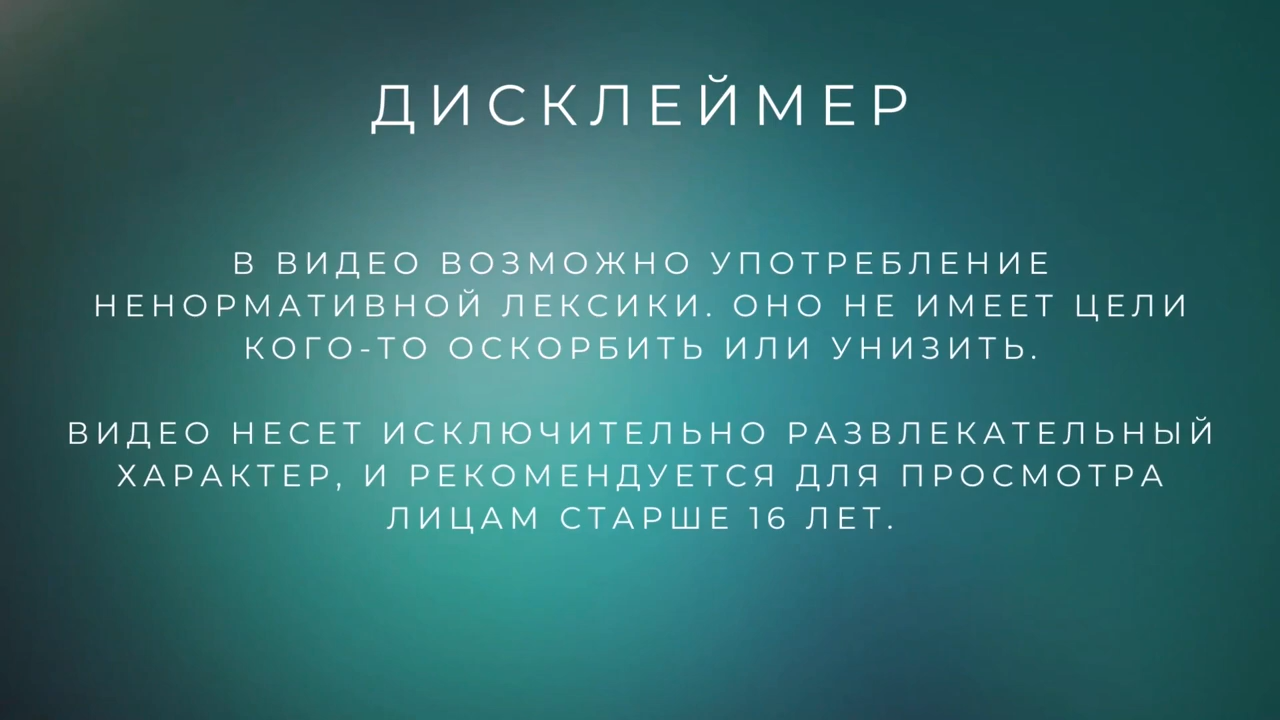 ДИСКЛЕЙМЕР
В ВИДЕО ВОЗМОЖНО УПОТРЕБЛЕНИЕ
НЕНОРМАТИВНОЙ ЛЕКСИКИ. ОНО НЕ ИМЕЕТ ЦЕЛИ
КОГО-ТО ОСКОРБИТЬ ИЛИ УНИЗИТЬ.
ВИДЕО НЕСЕТ ИСКЛЮЧИТЕЛЬНО РАЗВЛЕКАТЕЛЬНЫЙ
ХАРАКТЕР, И РЕКОМЕНДУЕТСЯ ДЛЯ ПРОСМОТРА
ЛИЦАМ СТАРШЕ 16 ЛЕТ.